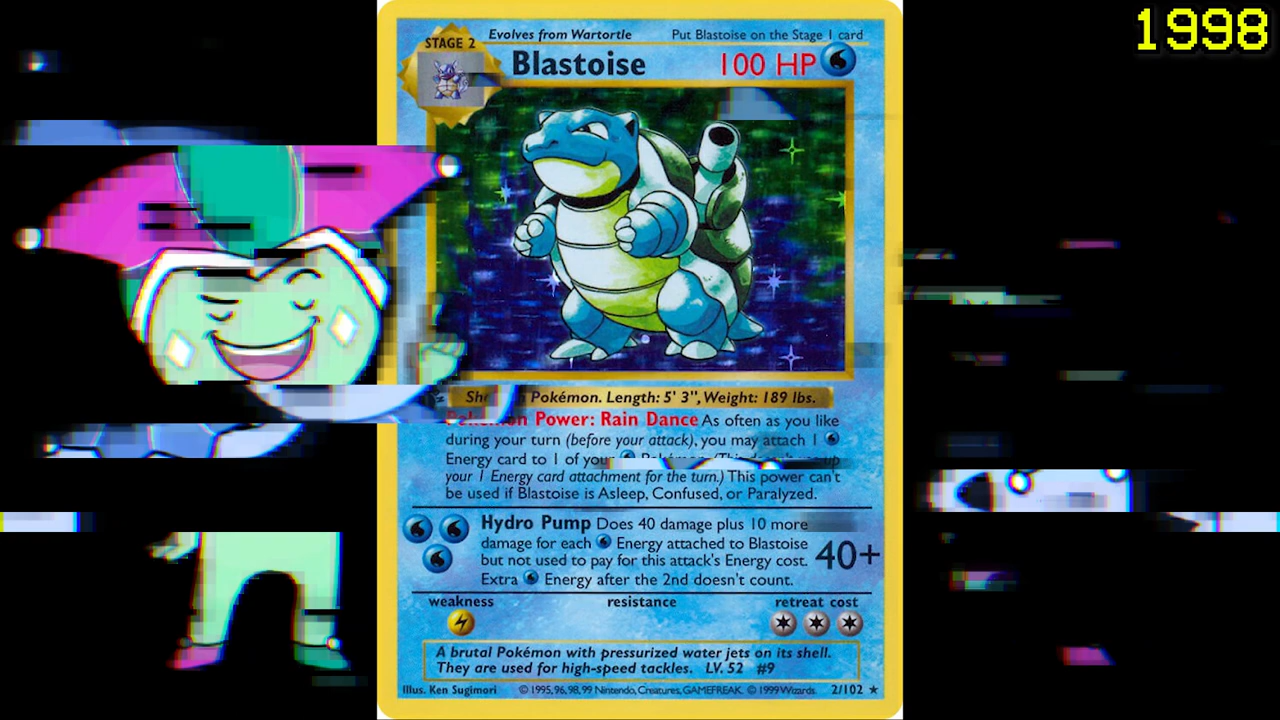 1998
Evolves from Wartortle Put Blastoise on the Stage 1 card
STAGE 2
Blastoise 100 HP
Pokémon. Length: 5' 3", Weight: 189 lbs.
Power: Rain Dance As often as you like
during your turn (before your attack), you may attach 1
Energy card to 1 of your
your 1 Energy card attachment for the turn.) This power can't
be used if Blastoise is Asleep, Confused, or Paralyzed.
Hydro Pump Does 40 damage plus 10 more
damage for each Energy attached to Blastoise
but not used to pay for this attack's Energy cost.
Extra Energy after the 2nd doesn't count.
40+
weakness resistance retreat cost
A brutal Pokémon with pressurized water jets on its shell.
They are used for high-speed tackles. LV. 52 #9
Illus. Ken Sugimori © 1995, 96, 98, 99 Nintendo, Creatures, GAMEFREAK. © 1999 Wizards. 2/102